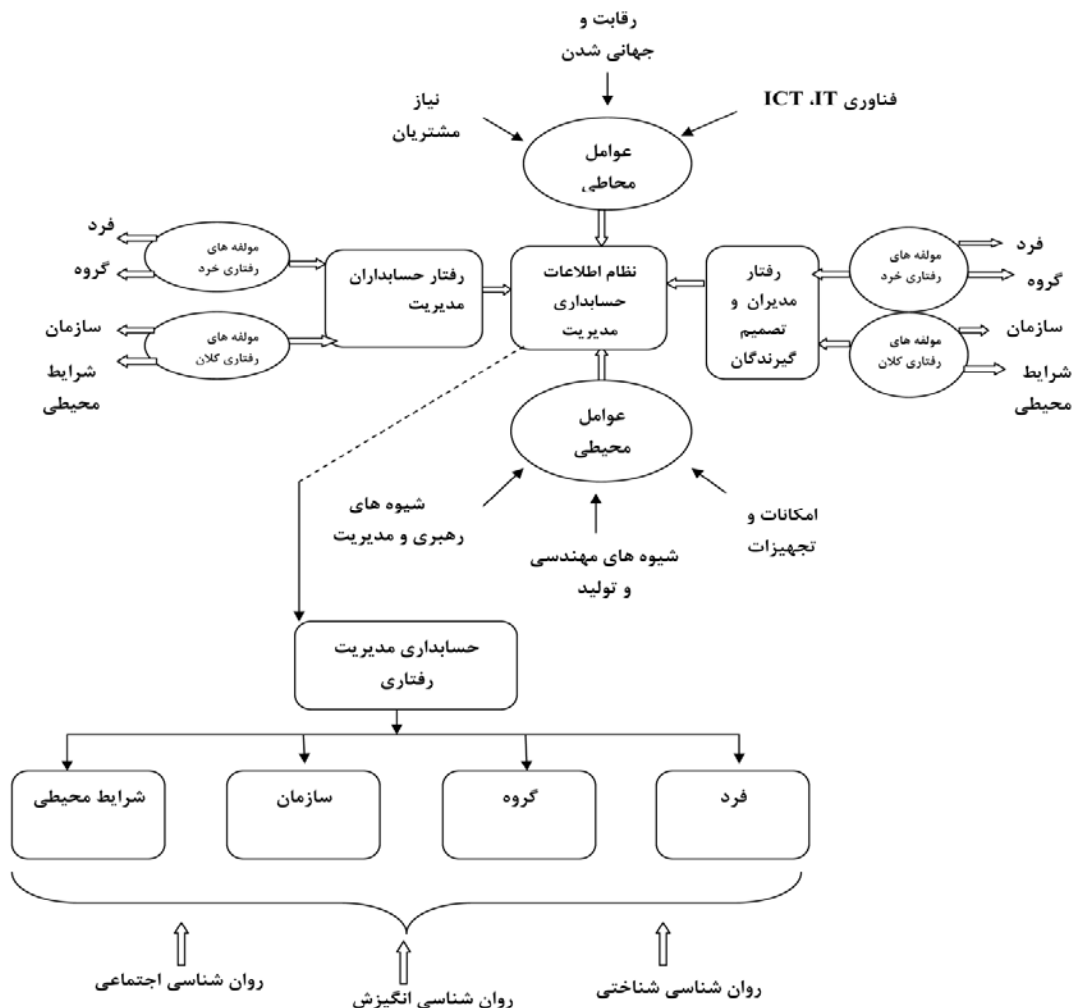 رقابت و
جهانی شدن
فناوری ICT ،IT
نیاز
مشتریان
عوامل
محاطی
فرد
گروه
سازمان
شرایط
محیطی
مولفه های
رفتاری خرد
مولفه های
رفتاری کلان
رفتار
مدیران و
تصمیم
گیرندگان
نظام اطلاعات
حسابداری
مدیریت
رفتار حسابداران
مدیریت
مولفه های
رفتاری خرد
مولفه های
رفتاری کلان
فرد
گروه
سازمان
شرایط
محیطی
عوامل
محیطی
امکانات و
تجهیزات
شیوه های مهندسی
و تولید
شیوه های
رهبری و مدیریت
حسابداری مدیریت
رفتاری
فرد
گروه
سازمان
شرایط محیطی
روان شناسی شناختی
روان شناسی انگیزش
روان شناسی اجتماعی